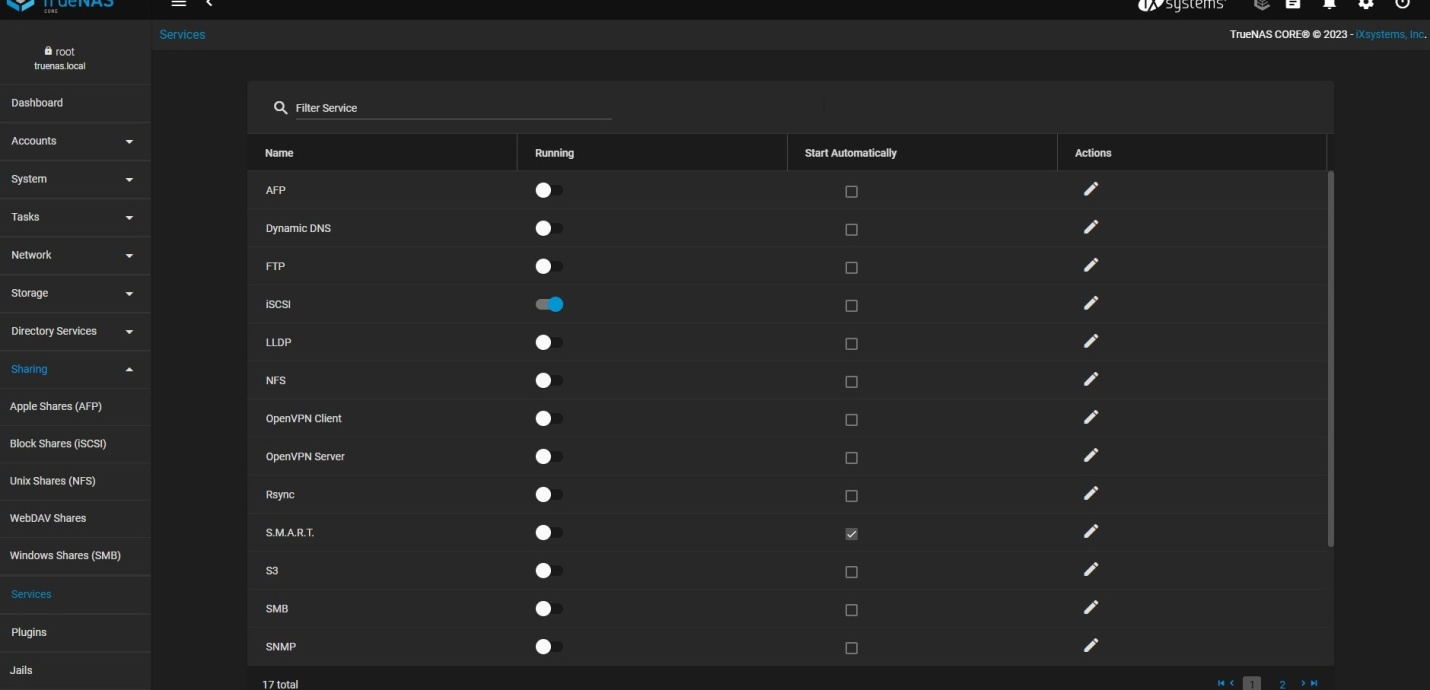 TrueNAS
CORE
systems
root
truenas.local
Services
TrueNAS CORE® © 2023 - iXsystems, Inc.
Dashboard
Accounts
System
Tasks
Network
Storage
Directory Services
Sharing
Apple Shares (AFP)
Block Shares (iSCSI)
Unix Shares (NFS)
WebDAV Shares
Windows Shares (SMB)
Services
Plugins
Jails
Filter Service
Name Running Start Automatically Actions
AFP
Dynamic DNS
FTP
iSCSI
LLDP
NFS
OpenVPN Client
OpenVPN Server
Rsync
S.M.A.R.T.
S3
SMB
SNMP
17 total
1 2